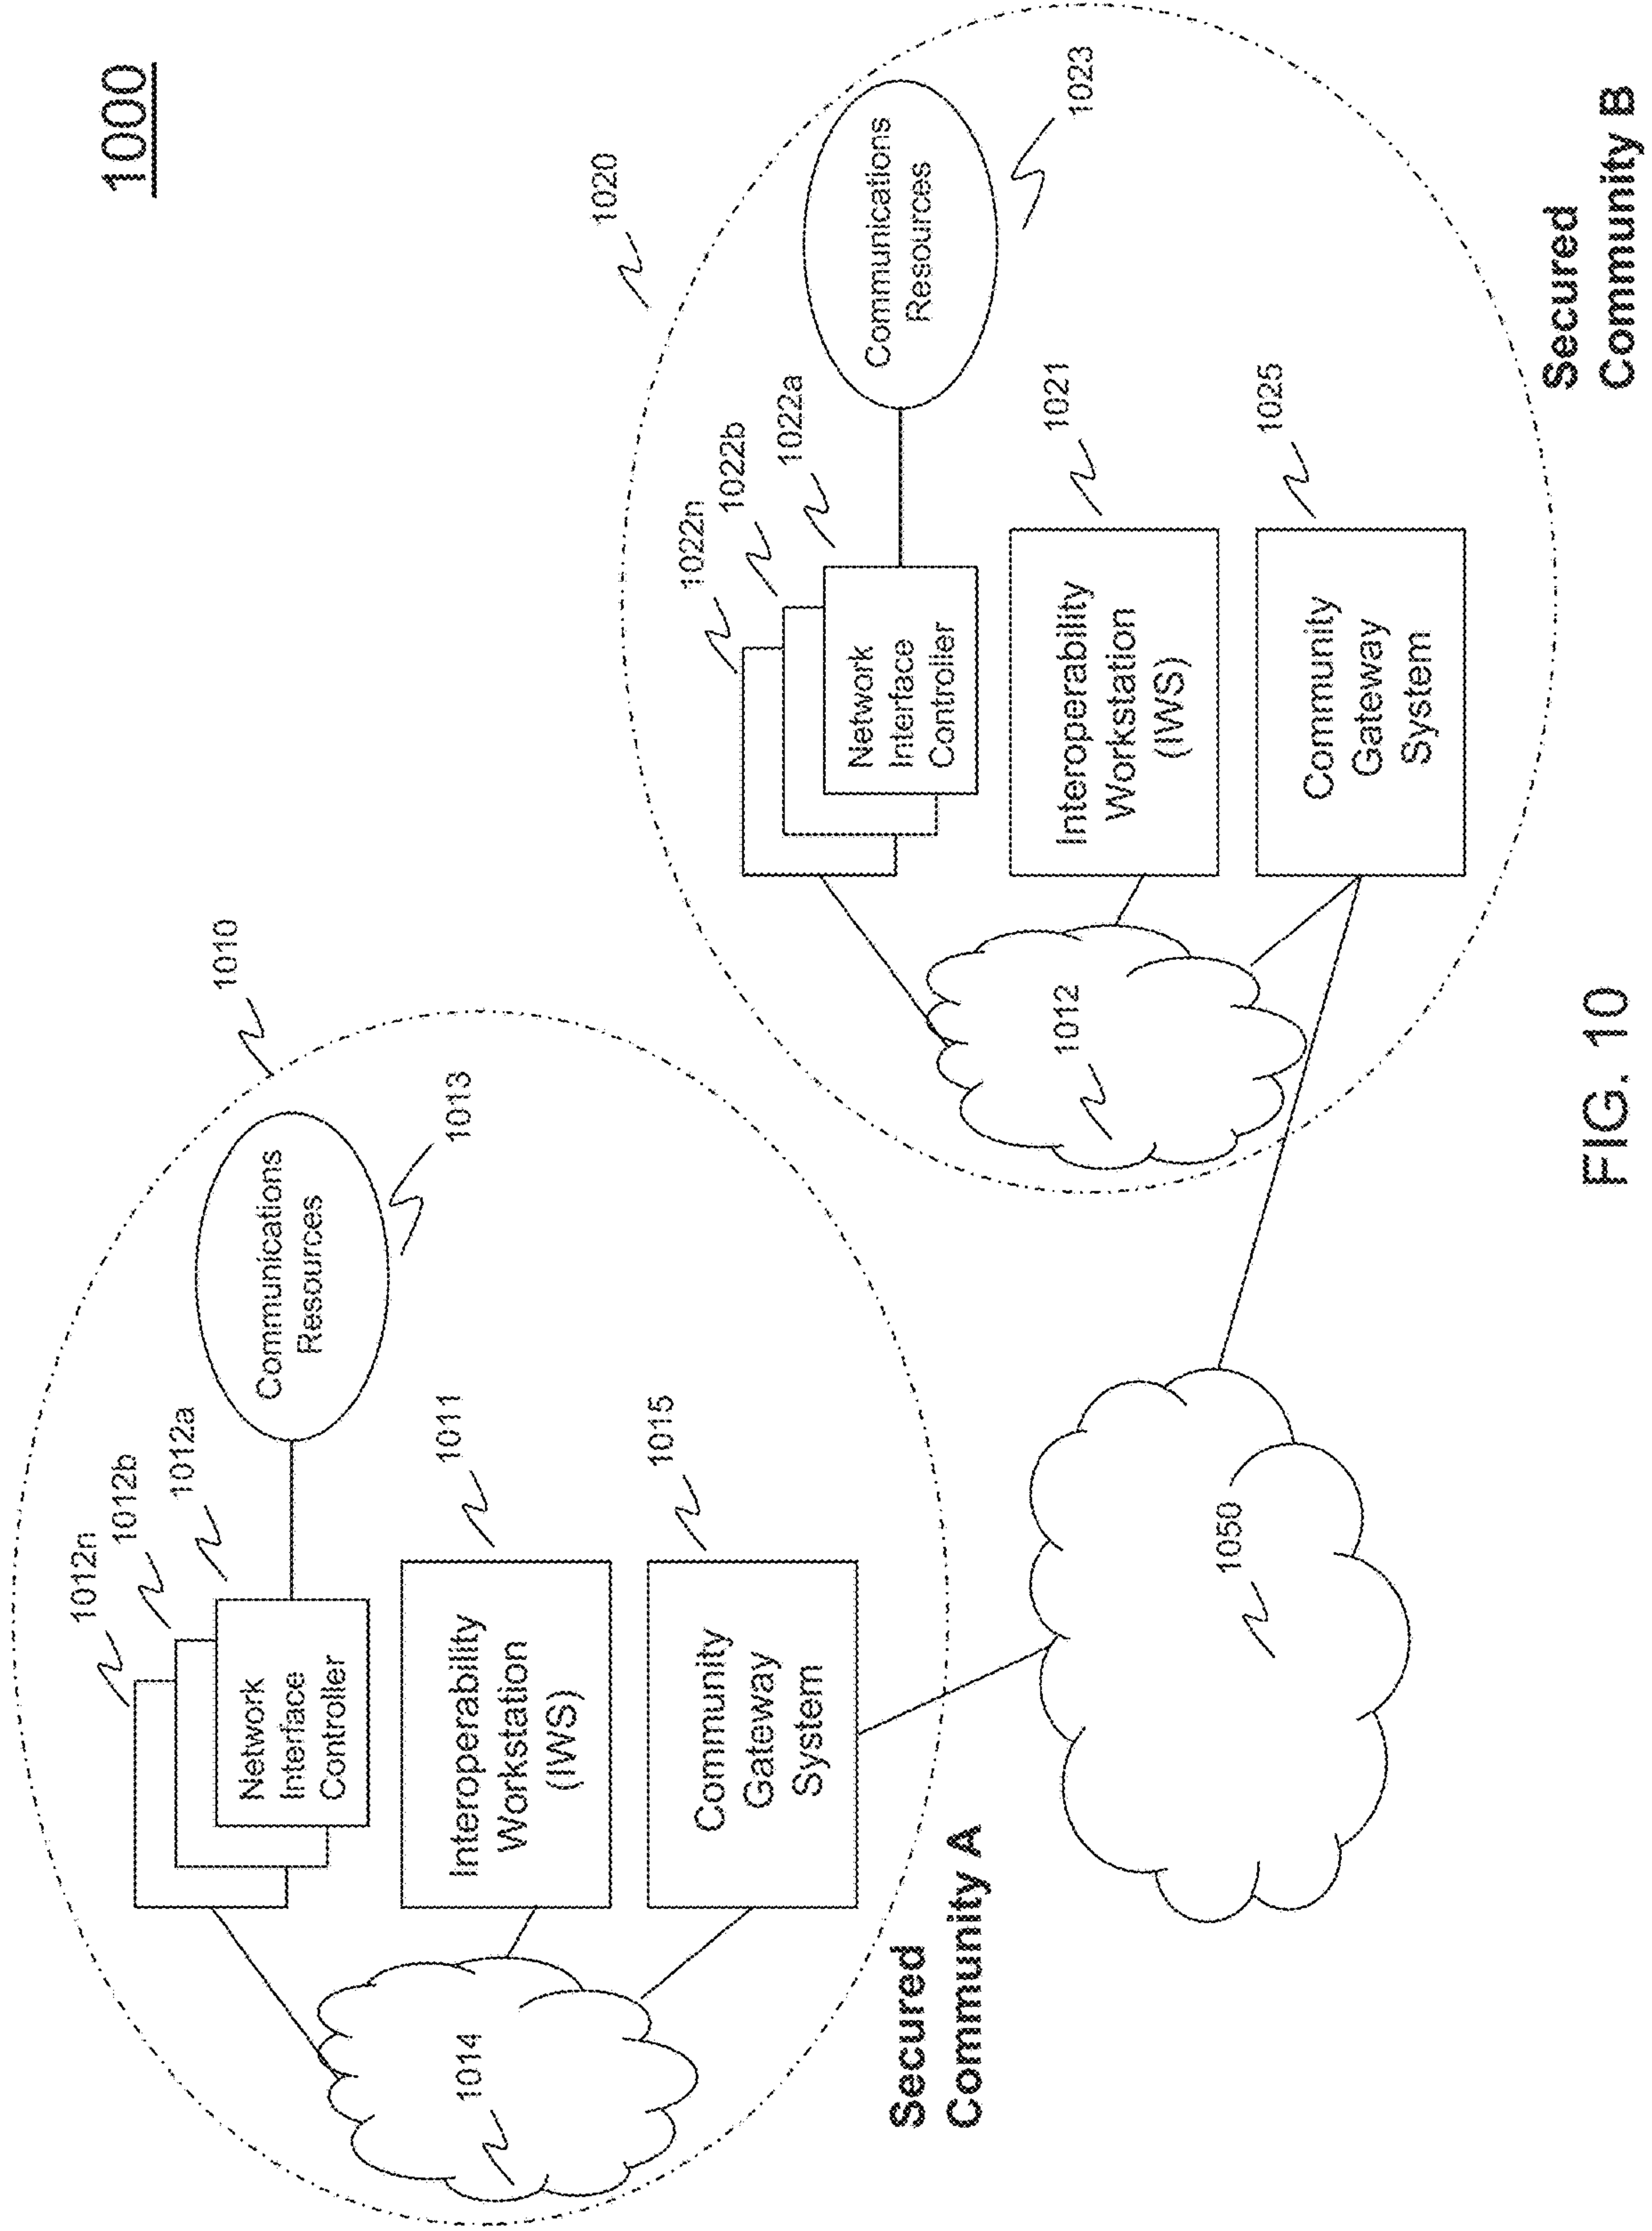 1000
1010
1012n
1012b
1012a
Network
Interface
Controller
Communications
Resources
1013
1011
Interoperability
Workstation
(IWS)
1015
Community
Gateway
System
1014
Secured
Community A
1050
1020
1022n
1022b
1022a
Network
Interface
Controller
Communications
Resources
1023
1021
Interoperability
Workstation
(IWS)
1025
Community
Gateway
System
1012
Secured
Community B
FIG. 10